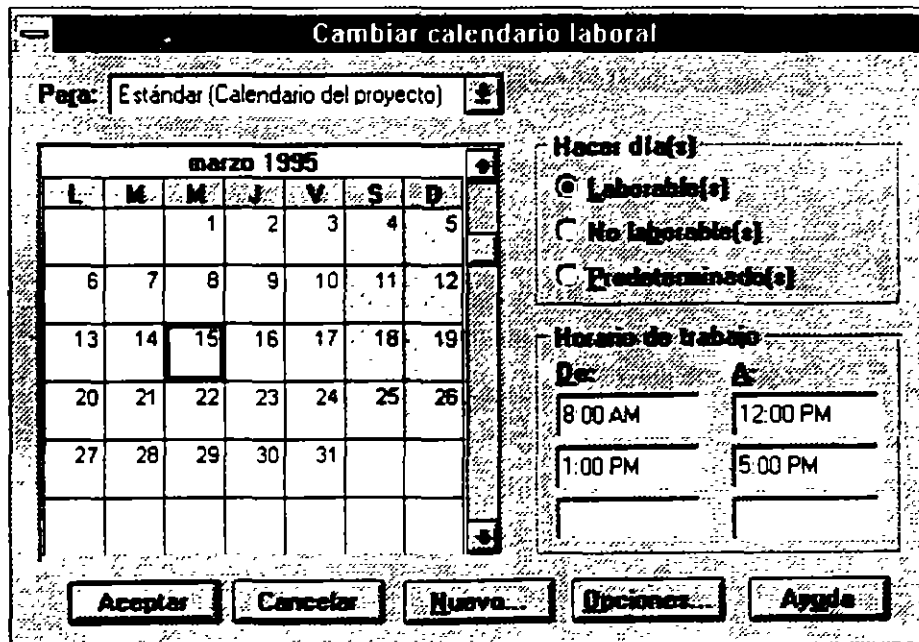 Cambiar calendario laboral
Para: Estándar (Calendario del proyecto)
marzo 1995
L M M J V S D
1 2 3 4 5
6 7 8 9 10 11 12
13 14 15 16 17 18 19
20 21 22 23 24 25 26
27 28 29 30 31
Hacer día(s)
Laborable(s)
No laborable(s)
Predeterminado(s)
Horario de trabajo
De: A:
8:00 AM 12:00 PM
1:00 PM 5:00 PM
Aceptar Cancelar Nuevo... Opciones... Ayuda